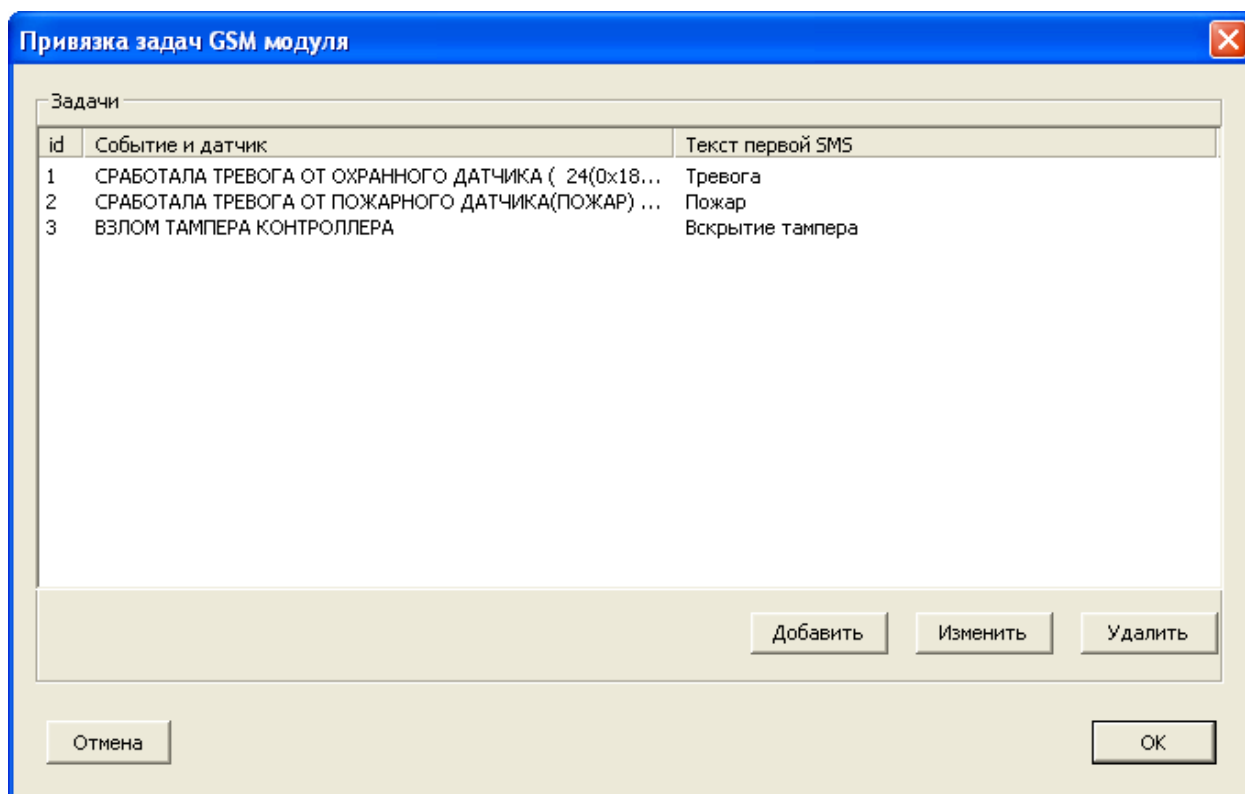 Привязка задач GSM модуля
Задачи
id Событие и датчик Текст первой SMS
1 СРАБОТАЛА ТРЕВОГА ОТ ОХРАННОГО ДАТЧИКА ( 24(0x18... Тревога
2 СРАБОТАЛА ТРЕВОГА ОТ ПОЖАРНОГО ДАТЧИКА(ПОЖАР) ... Пожар
3 ВЗЛОМ ТАМПЕРА КОНТРОЛЛЕРА Вскрытие тампера
Добавить Изменить Удалить
Отмена OK